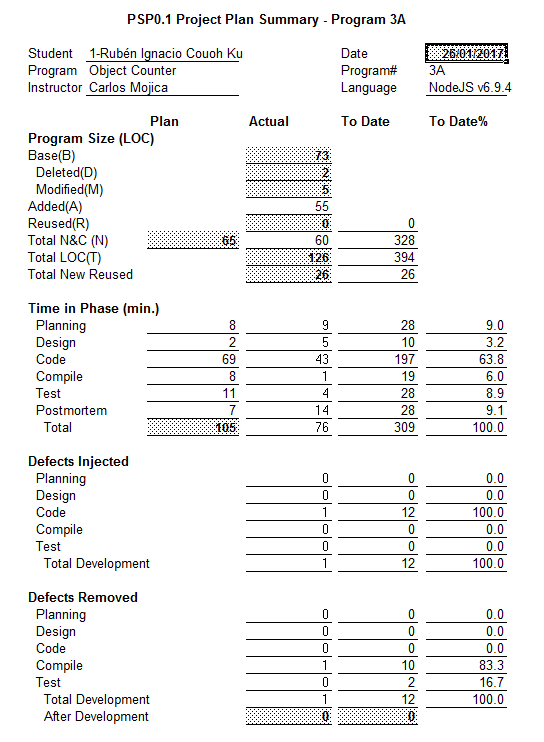 PSP0.1 Project Plan Summary - Program 3A
Student 1-Rubén Ignacio Couoh Ku Date 26/01/2017
Program Object Counter Program# 3A
Instructor Carlos Mojica Language NodeJS v6.9.4
Plan Actual To Date To Date%
Program Size (LOC)
Base(B) 73
Deleted(D) 2
Modified(M) 5
Added(A) 55
Reused(R) 0 0
Total N&C (N) 65 60 328
Total LOC(T) 126 394
Total New Reused 26 26
Time in Phase (min.)
Planning 8 9 28 9.0
Design 2 5 10 3.2
Code 69 43 197 63.8
Compile 8 1 19 6.0
Test 11 4 28 8.9
Postmortem 7 14 28 9.1
Total 105 76 309 100.0
Defects Injected
Planning 0 0 0.0
Design 0 0 0.0
Code 1 12 100.0
Compile 0 0 0.0
Test 0 0 0.0
Total Development 1 12 100.0
Defects Removed
Planning 0 0 0.0
Design 0 0 0.0
Code 0 0 0.0
Compile 1 10 83.3
Test 0 2 16.7
Total Development 1 12 100.0
After Development 0 0